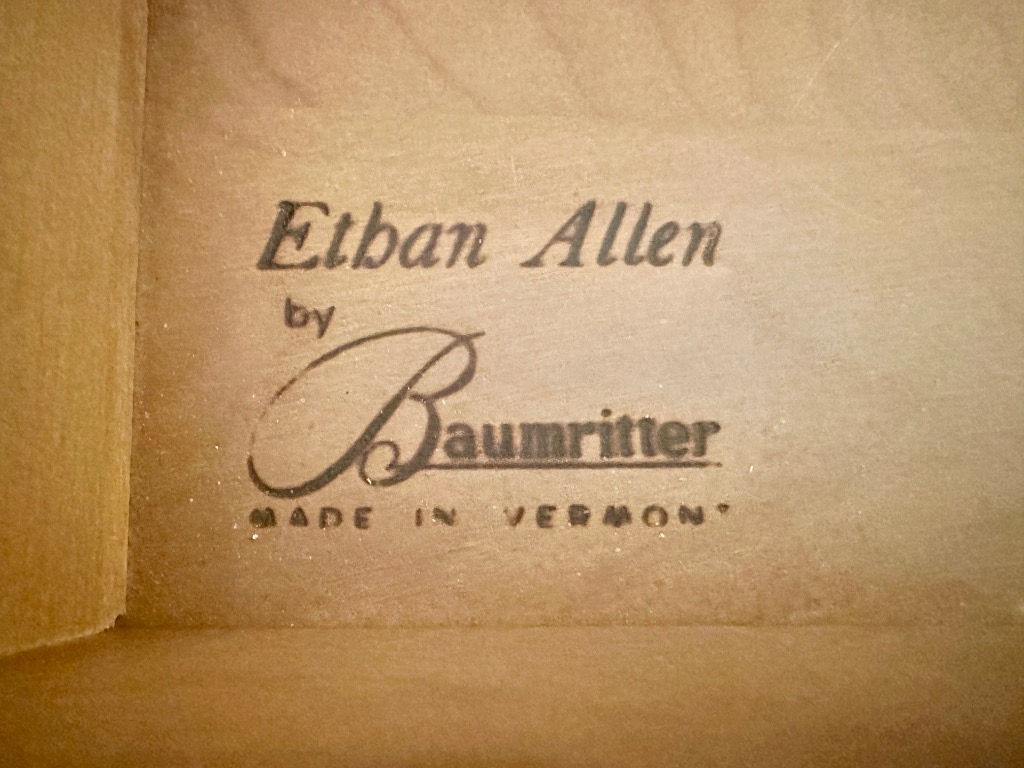 Ethan Allen
by
Baumritter
MADE IN VERMONT